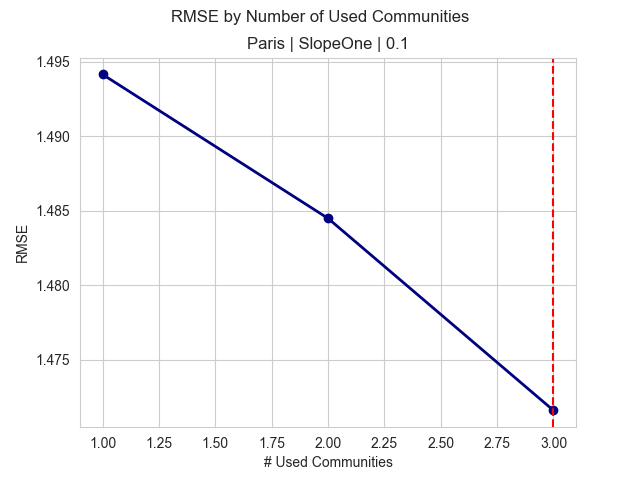 RMSE by Number of Used Communities
Paris | SlopeOne | 0.1
1.495
1.490
1.485
1.480
1.475
RMSE
1.00 1.25 1.50 1.75 2.00 2.25 2.50 2.75 3.00
# Used Communities